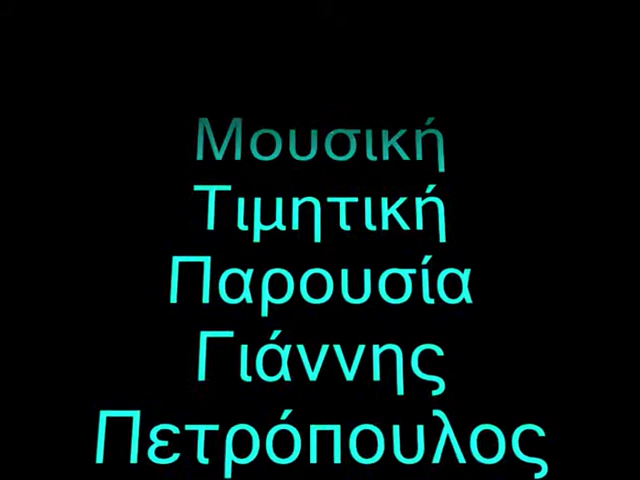 Μουσική
Τιμητική
Παρουσία
Γιάννης
Πετρόπουλος